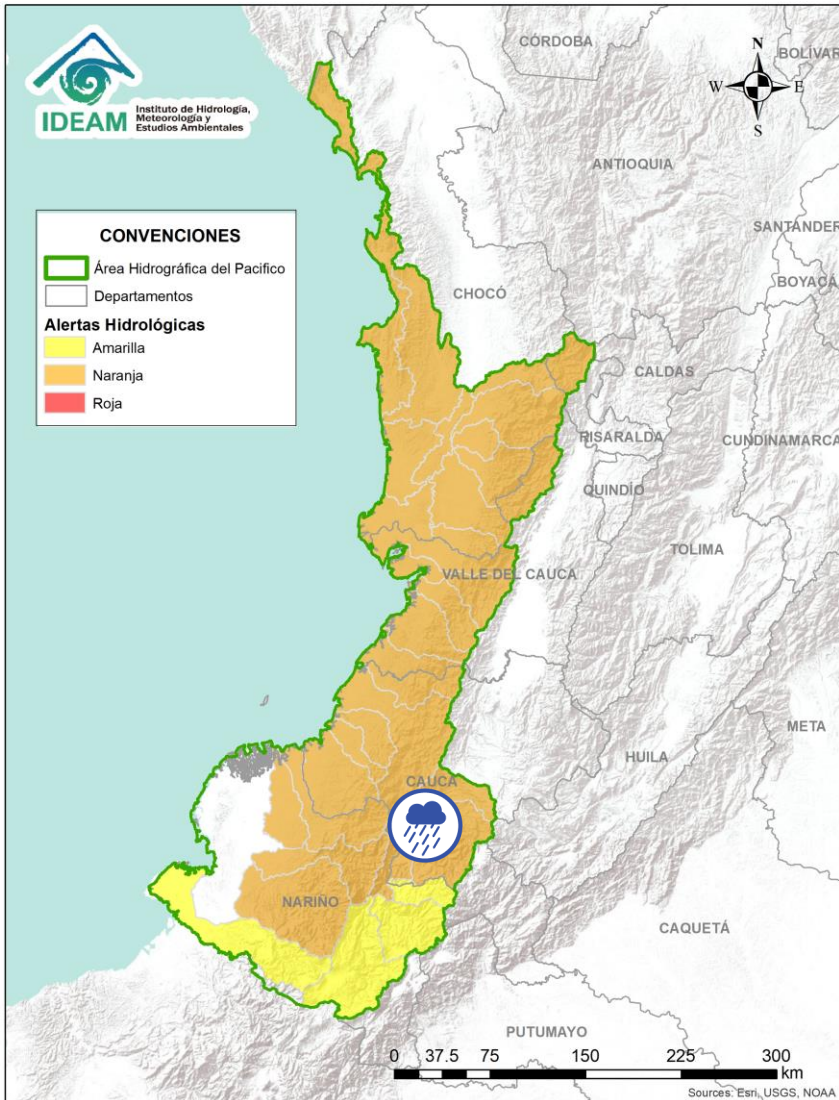 IDEAM
Instituto de Hidrología,
Meteorología y
Estudios Ambientales
CÓRDOBA
BOLÍVAR
N
W
E
S
ANTIOQUIA
SANTANDER
BOYACÁ
CONVENCIONES
Área Hidrográfica del Pacifico
Departamentos
Alertas Hidrológicas
Amarilla
Naranja
Roja
CHOCÓ
CALDAS
RISARALDA
CUNDINAMARCA
QUINDÍO
TOLIMA
VALLE DEL CAUCA
META
HUILA
CAUCA
NARIÑO
CAQUETÁ
PUTUMAYO
0 37.5 75 150 225 300
km
Sources: Esri, USGS, NOAA